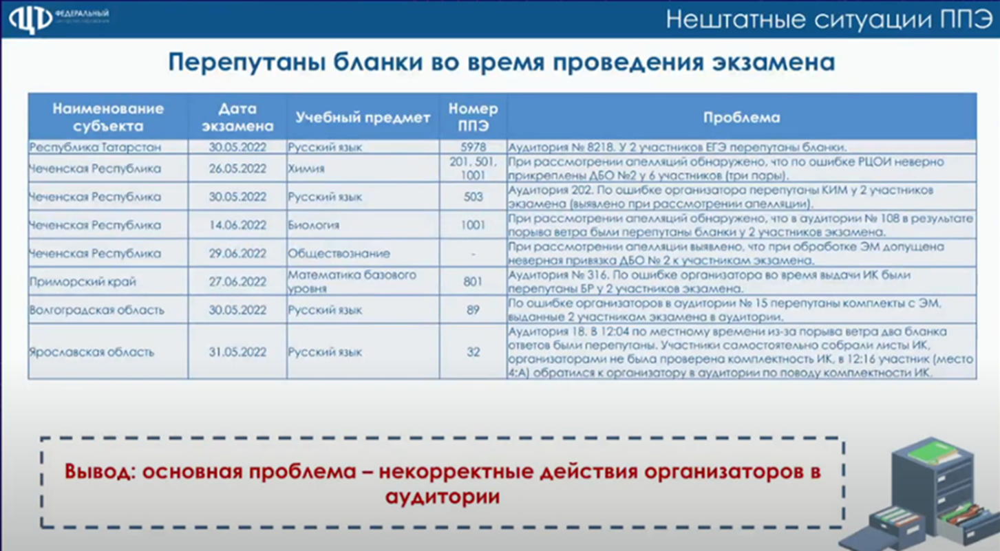 ФЕДЕРАЛЬНЫЙ
Нештатные ситуации ППЭ
Перепутаны бланки во время проведения экзамена
Наименование субъекта
Дата экзамена
Учебный предмет
Номер ППЭ
Проблема
Республика Татарстан
30.05.2022
Русский язык
5978
Аудитория № 8218. У 2 участников ЕГЭ перепутаны бланки.
Чеченская Республика
26.05.2022
Химия
201, 501,
1001
При рассмотрении апелляций обнаружено, что по ошибке РЦОИ неверно
прикреплены ДБО №2 у 6 участников (три пары).
Чеченская Республика
30.05.2022
Русский язык
503
Аудитория 202. По ошибке организатора перепутаны КИМ у 2 участников
экзамена (выявлено при рассмотрении апелляции).
Чеченская Республика
14.06.2022
Биология
1001
При рассмотрении апелляций обнаружено, что в аудитории № 108 в результате
порыва ветра были перепутаны бланки у 2 участников экзамена.
Чеченская Республика
29.06.2022
Обществознание
-
При рассмотрении апелляции выявлено, что при обработке ЭМ допущена
неверная привязка ДБО № 2 к участникам экзамена.
Приморский край
27.06.2022
Математика базового
уровня
801
Аудитория № 316. По ошибке организатора во время выдачи ИК были
перепутаны БР у 2 участников экзамена.
Волгоградская область
30.05.2022
Русский язык
89
По ошибке организаторов в аудитории № 15 перепутаны комплекты с ЭМ,
выданные 2 участникам экзамена в аудитории.
Ярославская область
31.05.2022
Русский язык
32
Аудитория 18. В 12:04 по местному времени из-за порыва ветра два бланка
ответов были перепутаны. Участники самостоятельно собрали листы ИК,
организаторами не была проверена комплектность ИК, в 12:16 участник (место
4:А) обратился к организатору в аудитории по поводу комплектности ИК.
Вывод: основная проблема – некорректные действия организаторов в
аудитории